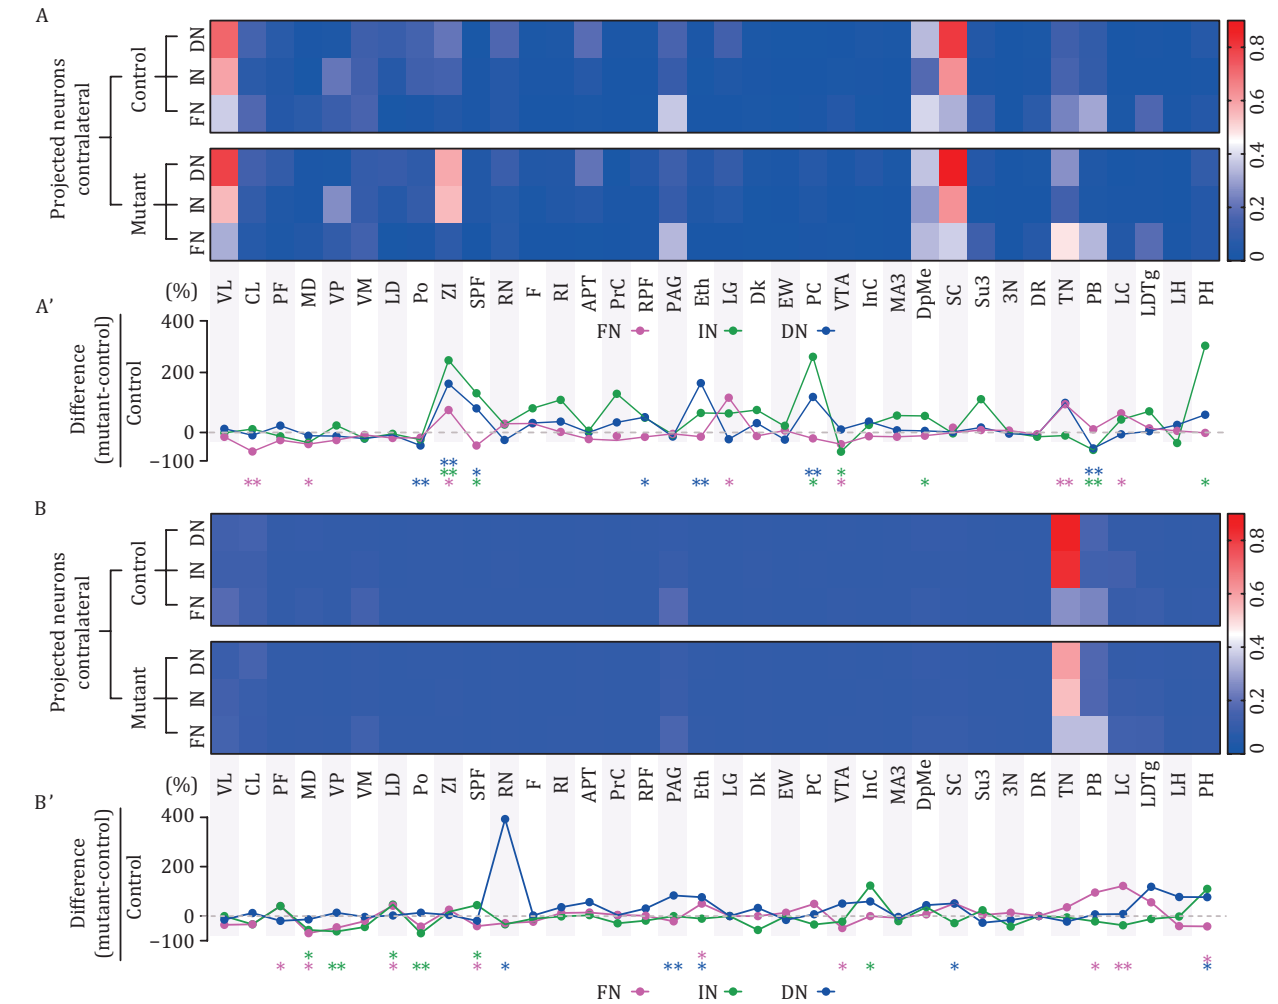 A
Projected neurons
contralateral
Control
DN
IN
FN
Mutant
DN
IN
FN
0.8
0.6
0.4
0.2
0
VL CL PF MD VP VM LD Po ZI SPF RN F RI APT PrC RPF PAG Eth LG Dk EW PC VTA InC MA3 DpMe SC Su3 3N DR TN PB LC LDTg LH PH
A′
(%)
Difference
(mutant-control)
Control
400
200
0
−100
FN IN DN
** ** * * **
** * * ** * * * * ** ** * *
** * * * ** * * * * * ** ** * *
B
Projected neurons
contralateral
Control
DN
IN
FN
Mutant
DN
IN
FN
0.8
0.6
0.4
0.2
0
VL CL PF MD VP VM LD Po ZI SPF RN F RI APT PrC RPF PAG Eth LG Dk EW PC VTA InC MA3 DpMe SC Su3 3N DR TN PB LC LDTg LH PH
B′
(%)
Difference
(mutant-control)
Control
400
200
0
−100
* * * * *
* * ** * ** * * ** * * * * * ** *
FN IN DN